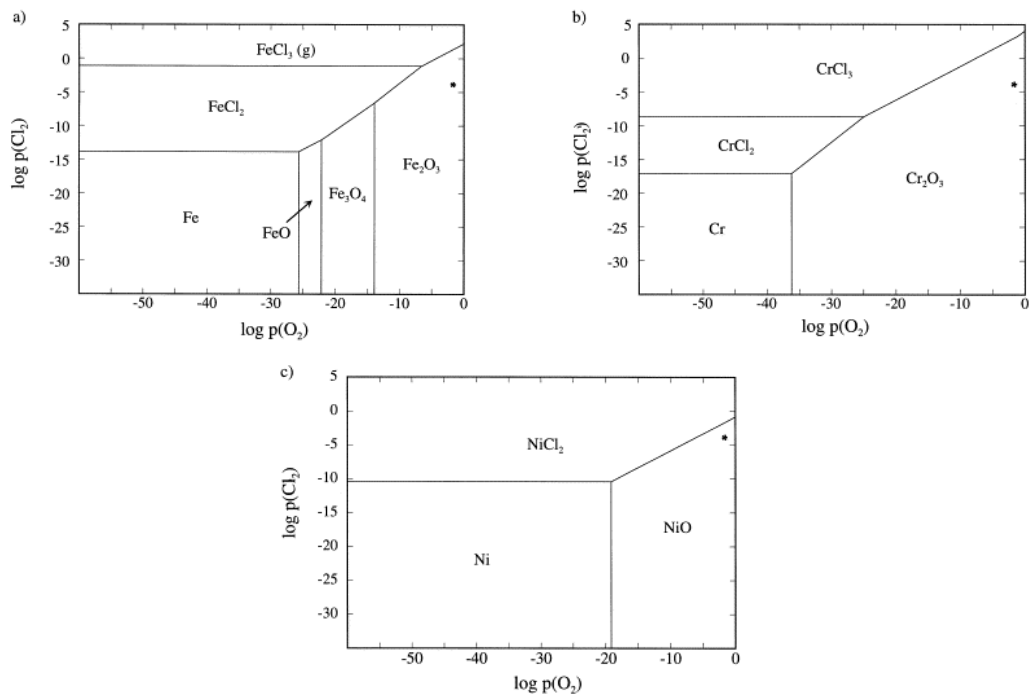 a)
5
0
-5
-10
-15
-20
-25
-30
log p(Cl₂)
FeCl₃ (g)
FeCl₂
Fe
FeO
Fe₃O₄
Fe₂O₃
*
-50 -40 -30 -20 -10 0
log p(O₂)
b)
5
0
-5
-10
-15
-20
-25
-30
log p(Cl₂)
CrCl₃
CrCl₂
Cr
Cr₂O₃
*
-50 -40 -30 -20 -10 0
log p(O₂)
c)
5
0
-5
-10
-15
-20
-25
-30
log p(Cl₂)
NiCl₂
Ni
NiO
*
-50 -40 -30 -20 -10 0
log p(O₂)